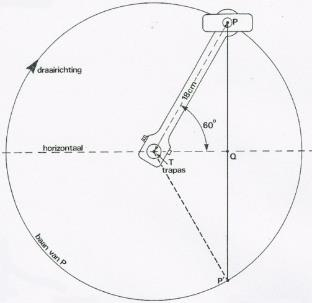 P
draairichting
18cm
60°
horizontaal
Q
T
trapas
baan van P
P'